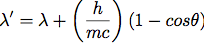 λ' = λ + (h/mc) (1 − cosθ)